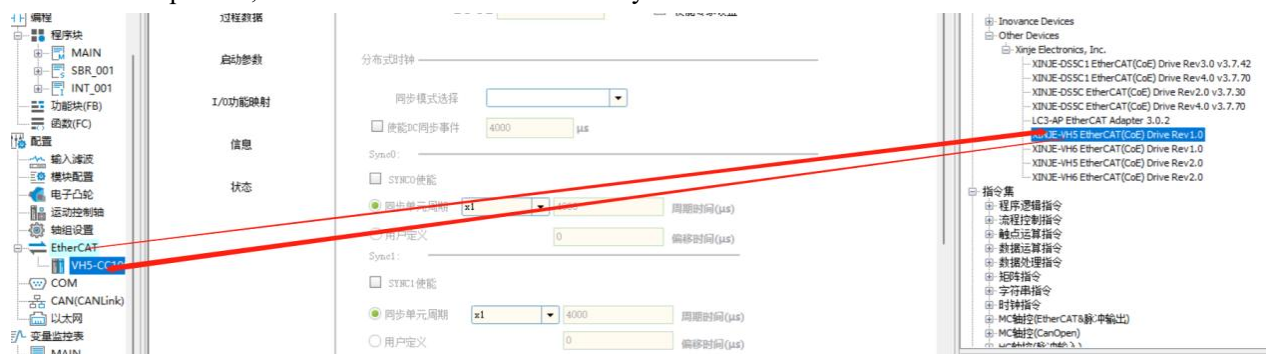 编程
程序块
MAIN
SBR_001
INT_001
功能块(FB)
函数(FC)
配置
输入滤波
模块配置
电子凸轮
运动控制轴
轴组设置
EtherCAT
VH5-CC10
COM
CAN(CANLink)
以太网
变量监控表
MAIN
过程数据
启动参数
I/O功能映射
信息
状态
分布式时钟
同步模式选择
使能DC同步事件 4000 μs
Sync0:
SYNC0使能
同步单元周期 x1 4000 周期时间(μs)
用户定义 0 偏移时间(μs)
Sync1:
SYNC1使能
同步单元周期 x1 4000 周期时间(μs)
用户定义 0 偏移时间(μs)
Inovance Devices
Other Devices
Xinje Electronics, Inc.
XINJE-DS5C1 EtherCAT(CoE) Drive Rev3.0 v3.7.42
XINJE-DS5C1 EtherCAT(CoE) Drive Rev4.0 v3.7.70
XINJE-DS5C EtherCAT(CoE) Drive Rev2.0 v3.7.30
XINJE-DS5C EtherCAT(CoE) Drive Rev4.0 v3.7.70
LC3-AP EtherCAT Adapter 3.0.2
XINJE-VH5 EtherCAT(CoE) Drive Rev1.0
XINJE-VH6 EtherCAT(CoE) Drive Rev1.0
XINJE-VH5 EtherCAT(CoE) Drive Rev2.0
XINJE-VH6 EtherCAT(CoE) Drive Rev2.0
指令集
程序逻辑指令
流程控制指令
触点运算指令
数据运算指令
数据处理指令
矩阵指令
字符串指令
时钟指令
MC轴控(EtherCAT&脉冲输出)
MC轴控(CanOpen)